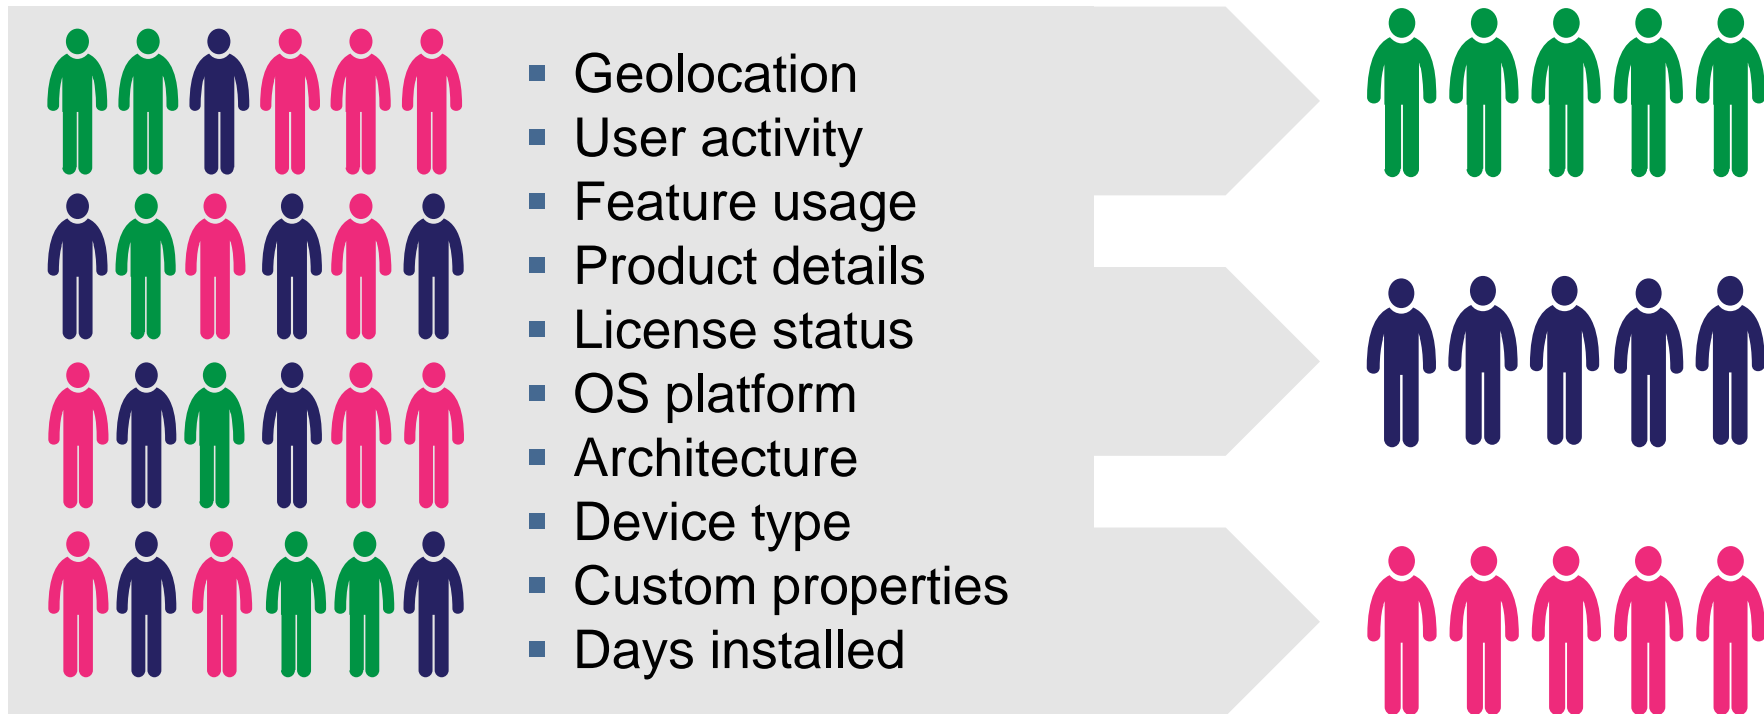 Geolocation
User activity
Feature usage
Product details
License status
OS platform
Architecture
Device type
Custom properties
Days installed